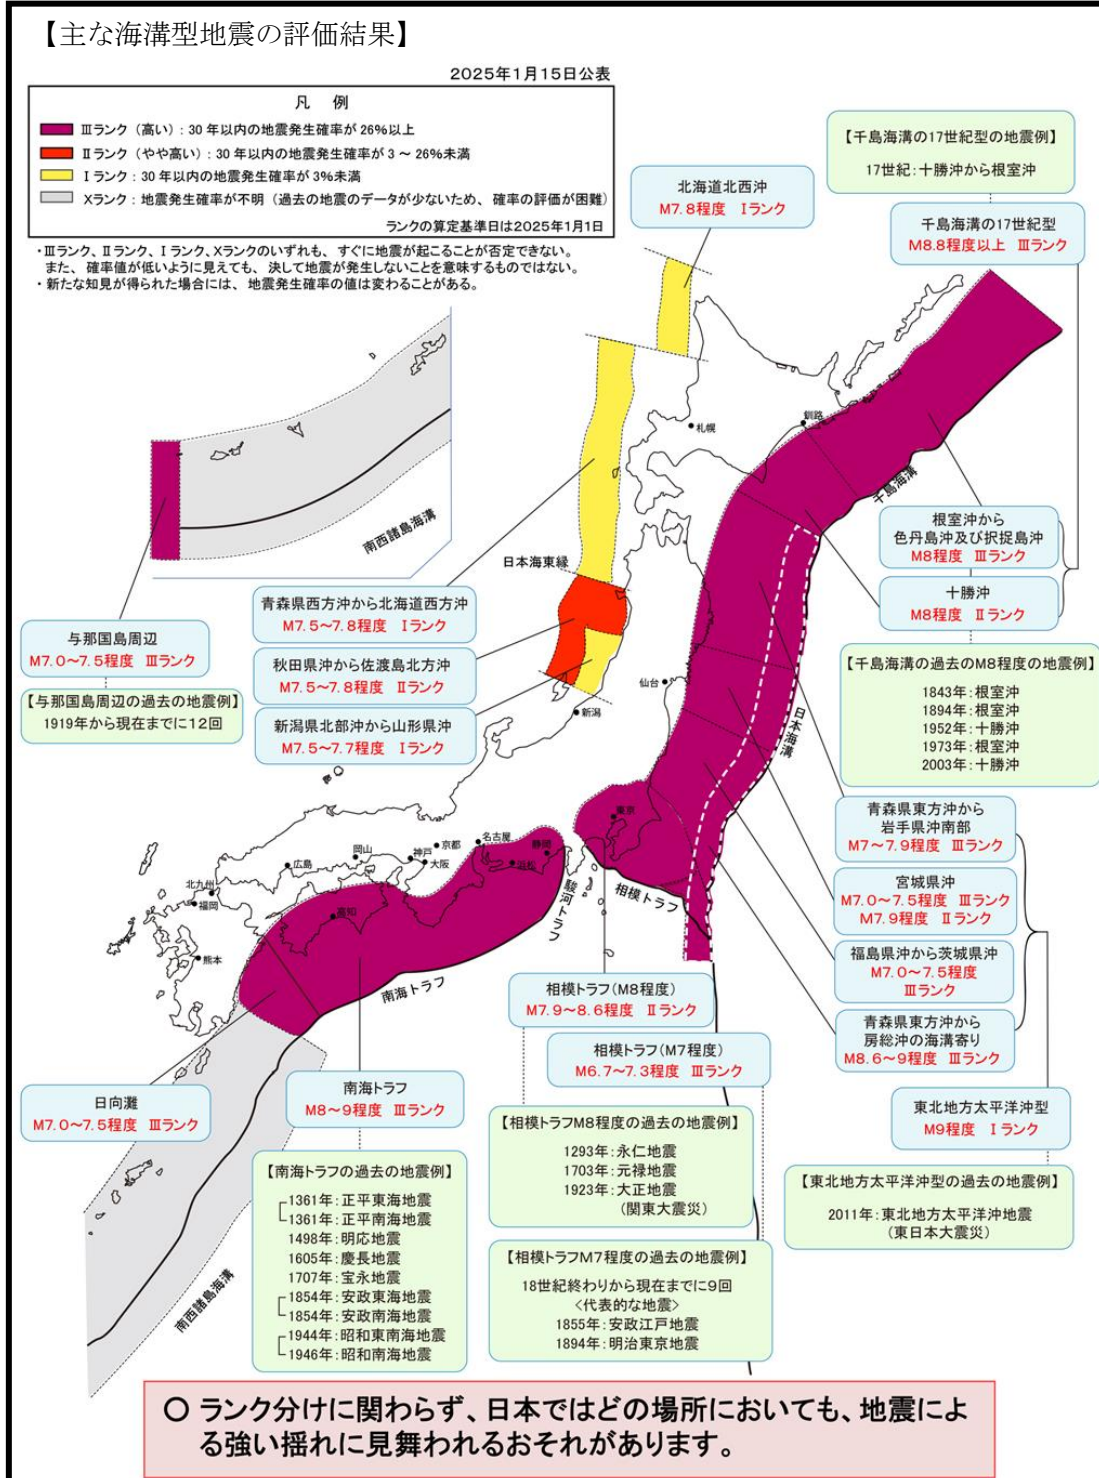 【主な海溝型地震の評価結果】
2025年1月15日公表
凡 例
Ⅲランク（高い）：30年以内の地震発生確率が26%以上
Ⅱランク（やや高い）：30年以内の地震発生確率が3～26%未満
Ⅰランク：30年以内の地震発生確率が3%未満
Xランク：地震発生確率が不明（過去の地震のデータが少ないため、確率の評価が困難）
ランクの算定基準日は2025年1月1日
・Ⅲランク、Ⅱランク、Ⅰランク、Xランクのいずれも、すぐに地震が起こることが否定できない。
また、確率値が低いように見えても、決して地震が発生しないことを意味するものではない。
・新たな知見が得られた場合には、地震発生確率の値は変わることがある。
【千島海溝の17世紀型の地震例】
17世紀：十勝沖から根室沖
北海道北西沖
M7.8程度 Ⅰランク
千島海溝の17世紀型
M8.8程度以上 Ⅲランク
釧路
札幌
千島海溝
南西諸島海溝
根室沖から
色丹島沖及び択捉島沖
M8程度 Ⅲランク
日本海東縁
十勝沖
M8程度 Ⅱランク
青森県西方沖から北海道西方沖
M7.5～7.8程度 Ⅰランク
与那国島周辺
M7.0～7.5程度 Ⅲランク
秋田県沖から佐渡島北方沖
M7.5～7.8程度 Ⅱランク
【与那国島周辺の過去の地震例】
1919年から現在までに12回
新潟県北部沖から山形県沖
M7.5～7.7程度 Ⅰランク
仙台
新潟
日本海溝
【千島海溝の過去のM8程度の地震例】
1843年：根室沖
1894年：根室沖
1952年：十勝沖
1973年：根室沖
2003年：十勝沖
青森県東方沖から
岩手県沖南部
M7～7.9程度 Ⅲランク
宮城県沖
M7.0～7.5程度 Ⅲランク
M7.9程度 Ⅱランク
福島県沖から茨城県沖
M7.0～7.5程度
Ⅲランク
青森県東方沖から
房総沖の海溝寄り
M8.6～9程度 Ⅲランク
東京
名古屋
静岡
京都
浜松
岡山
神戸
大阪
広島
北九州
福岡
高知
熊本
駿河トラフ
相模トラフ
南海トラフ
相模トラフ(M8程度)
M7.9～8.6程度 Ⅱランク
相模トラフ(M7程度)
M6.7～7.3程度 Ⅲランク
日向灘
M7.0～7.5程度 Ⅲランク
南海トラフ
M8～9程度 Ⅲランク
東北地方太平洋沖型
M9程度 Ⅰランク
【相模トラフM8程度の過去の地震例】
1293年：永仁地震
1703年：元禄地震
1923年：大正地震
(関東大震災)
【南海トラフの過去の地震例】
1361年：正平東海地震
1361年：正平南海地震
1498年：明応地震
1605年：慶長地震
1707年：宝永地震
1854年：安政東海地震
1854年：安政南海地震
1944年：昭和東南海地震
1946年：昭和南海地震
【東北地方太平洋沖型の過去の地震例】
2011年：東北地方太平洋沖地震
(東日本大震災)
【相模トラフM7程度の過去の地震例】
18世紀終わりから現在までに9回
＜代表的な地震＞
1855年：安政江戸地震
1894年：明治東京地震
南西諸島海溝
○ ランク分けに関わらず、日本ではどの場所においても、地震によ
る強い揺れに見舞われるおそれがあります。